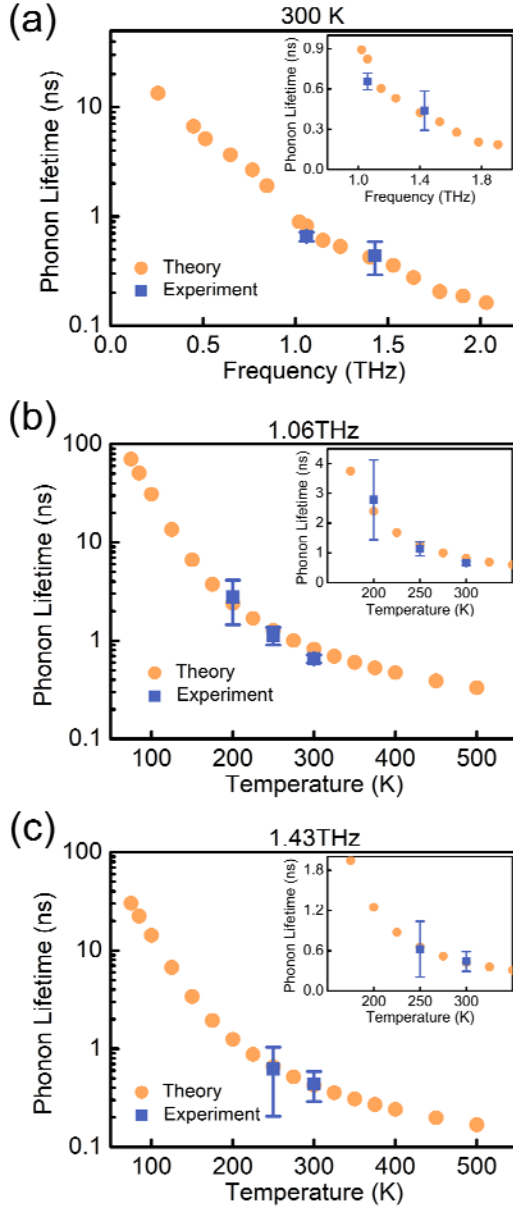 (a)
300 K
Phonon Lifetime (ns)
10
1
0.1
0.0 0.5 1.0 1.5 2.0
Frequency (THz)
Theory
Experiment
Phonon Lifetime (ns)
0.9
0.6
0.3
0.0
1.0 1.4 1.8
Frequency (THz)
(b)
1.06THz
Phonon Lifetime (ns)
100
10
1
0.1
100 200 300 400 500
Temperature (K)
Theory
Experiment
Phonon Lifetime (ns)
4
3
2
1
0
200 250 300
Temperature (K)
(c)
1.43THz
Phonon Lifetime (ns)
100
10
1
0.1
100 200 300 400 500
Temperature (K)
Theory
Experiment
Phonon Lifetime (ns)
1.8
1.2
0.6
0.0
200 250 300
Temperature (K)